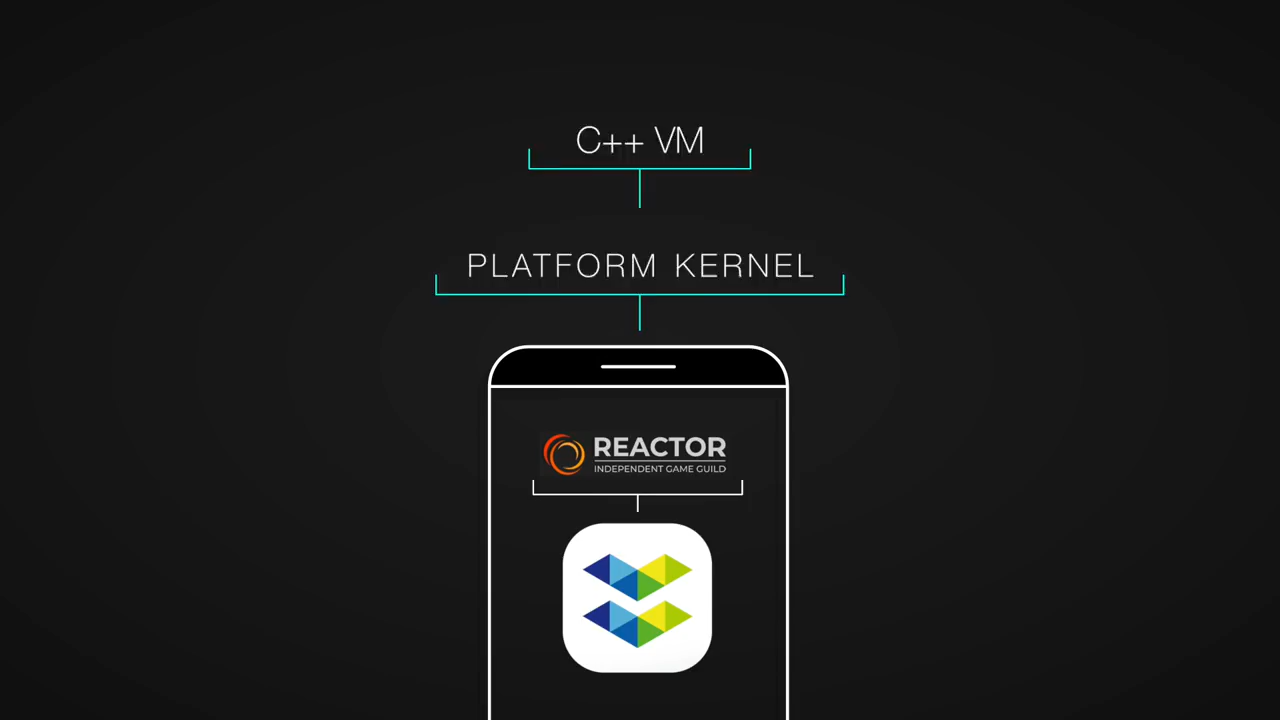 C++ VM
PLATFORM KERNEL
REACTOR
INDEPENDENT GAME GUILD